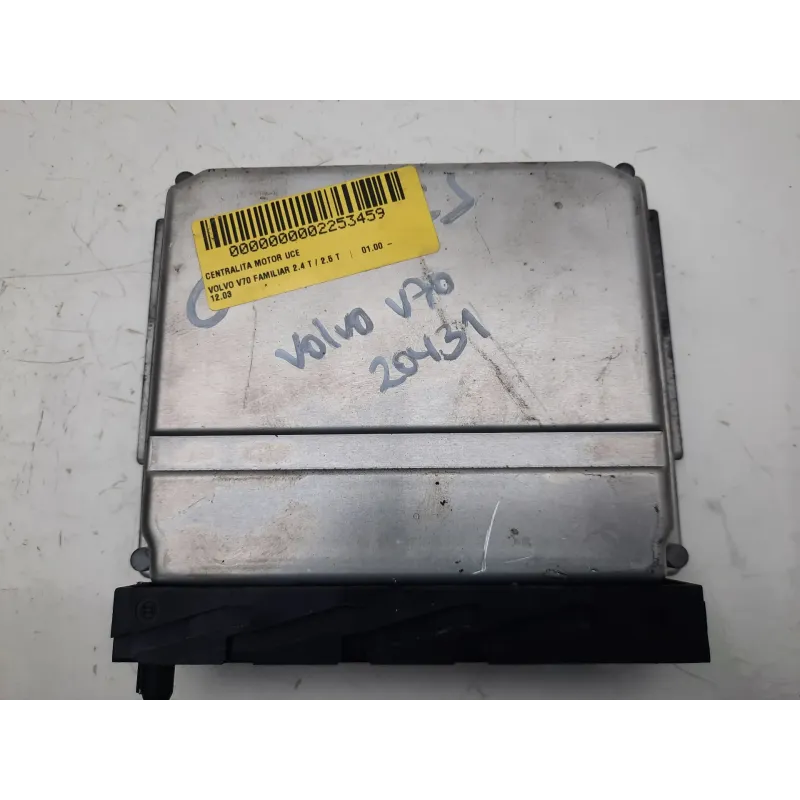 0000000002253459
CENTRALITA MOTOR UCE
VOLVO V70 FAMILIAR 2.4 T / 2.5 T | 01.00 -
12.03
VOLVO V70
20431